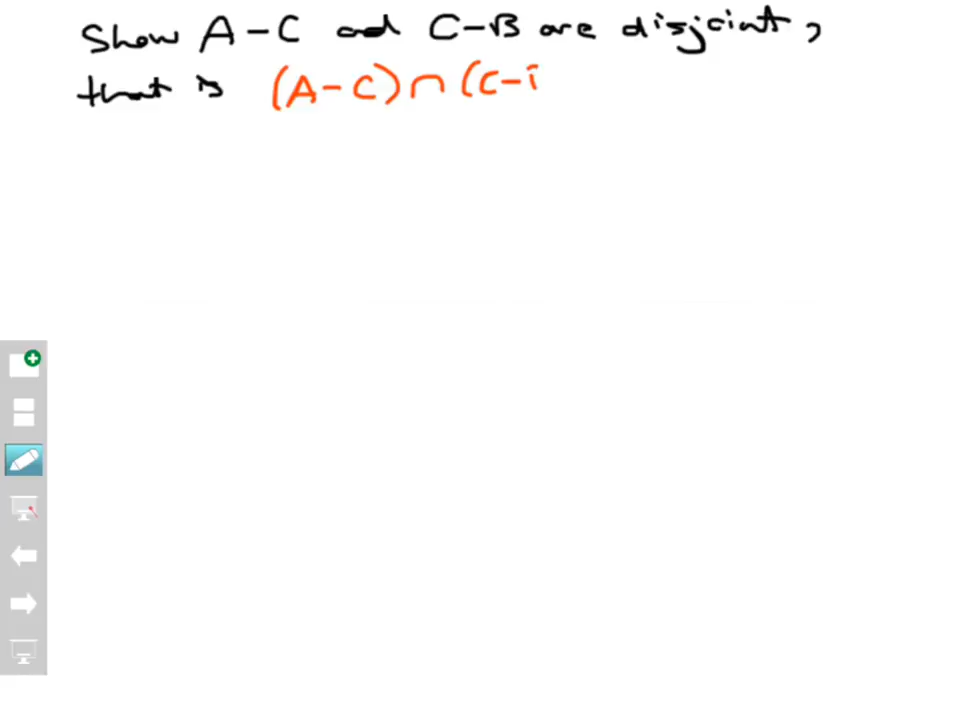 Show A - C and C - B are disjoint,
that is (A - C) ∩ (C -